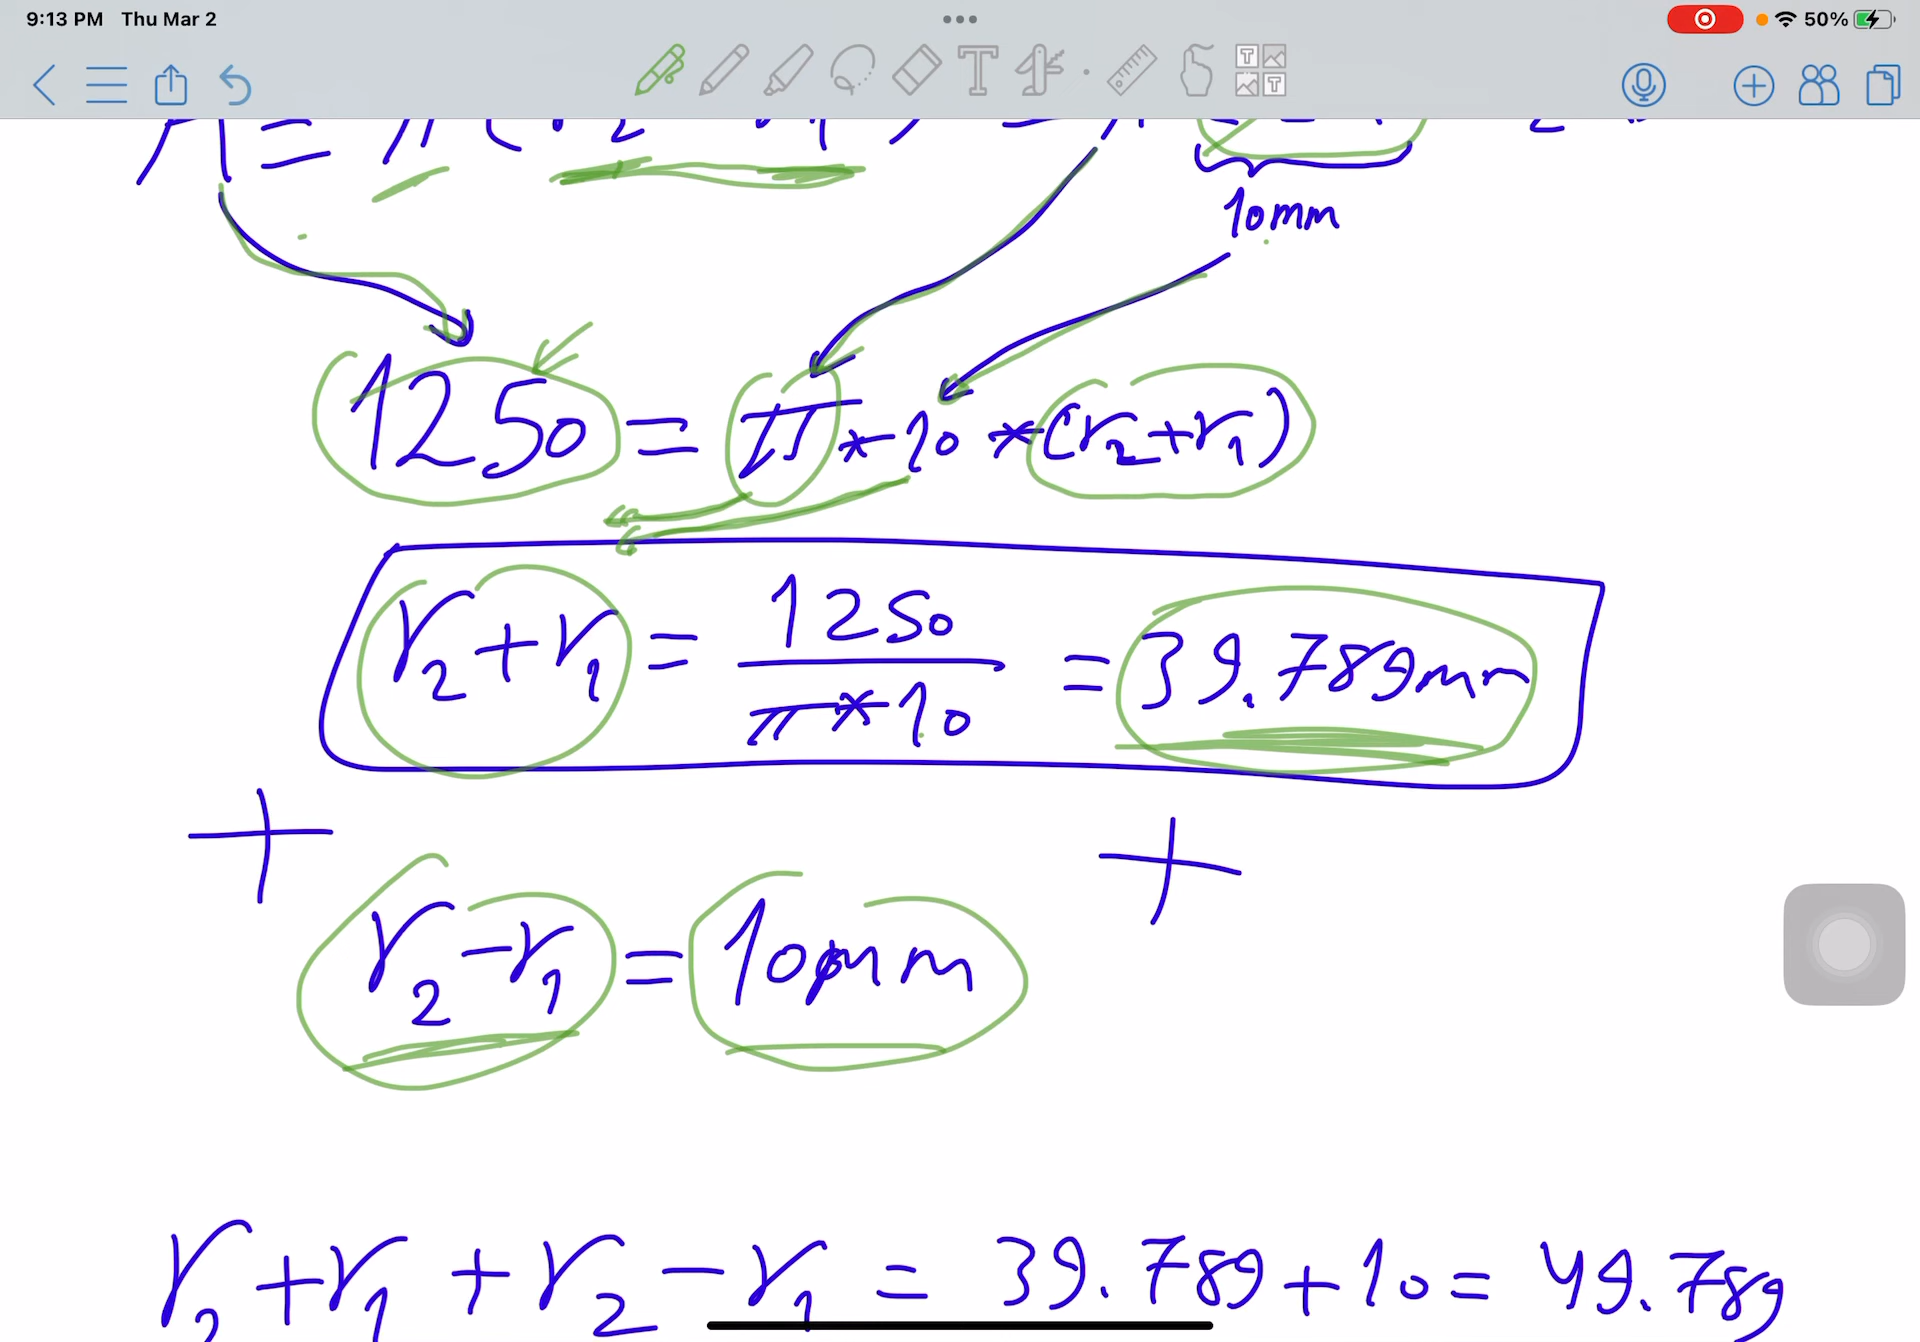 9:13 PM Thu Mar 2
50%
10mm
1250 = π * 10 * (r₂ + r₁)
r₂ + r₁ = 1250 / π * 10 = 39.789mm
+ +
r₂ - r₁ = 10mm
r₂ + r₁ + r₂ - r₁ = 39.789 + 10 = 49.789